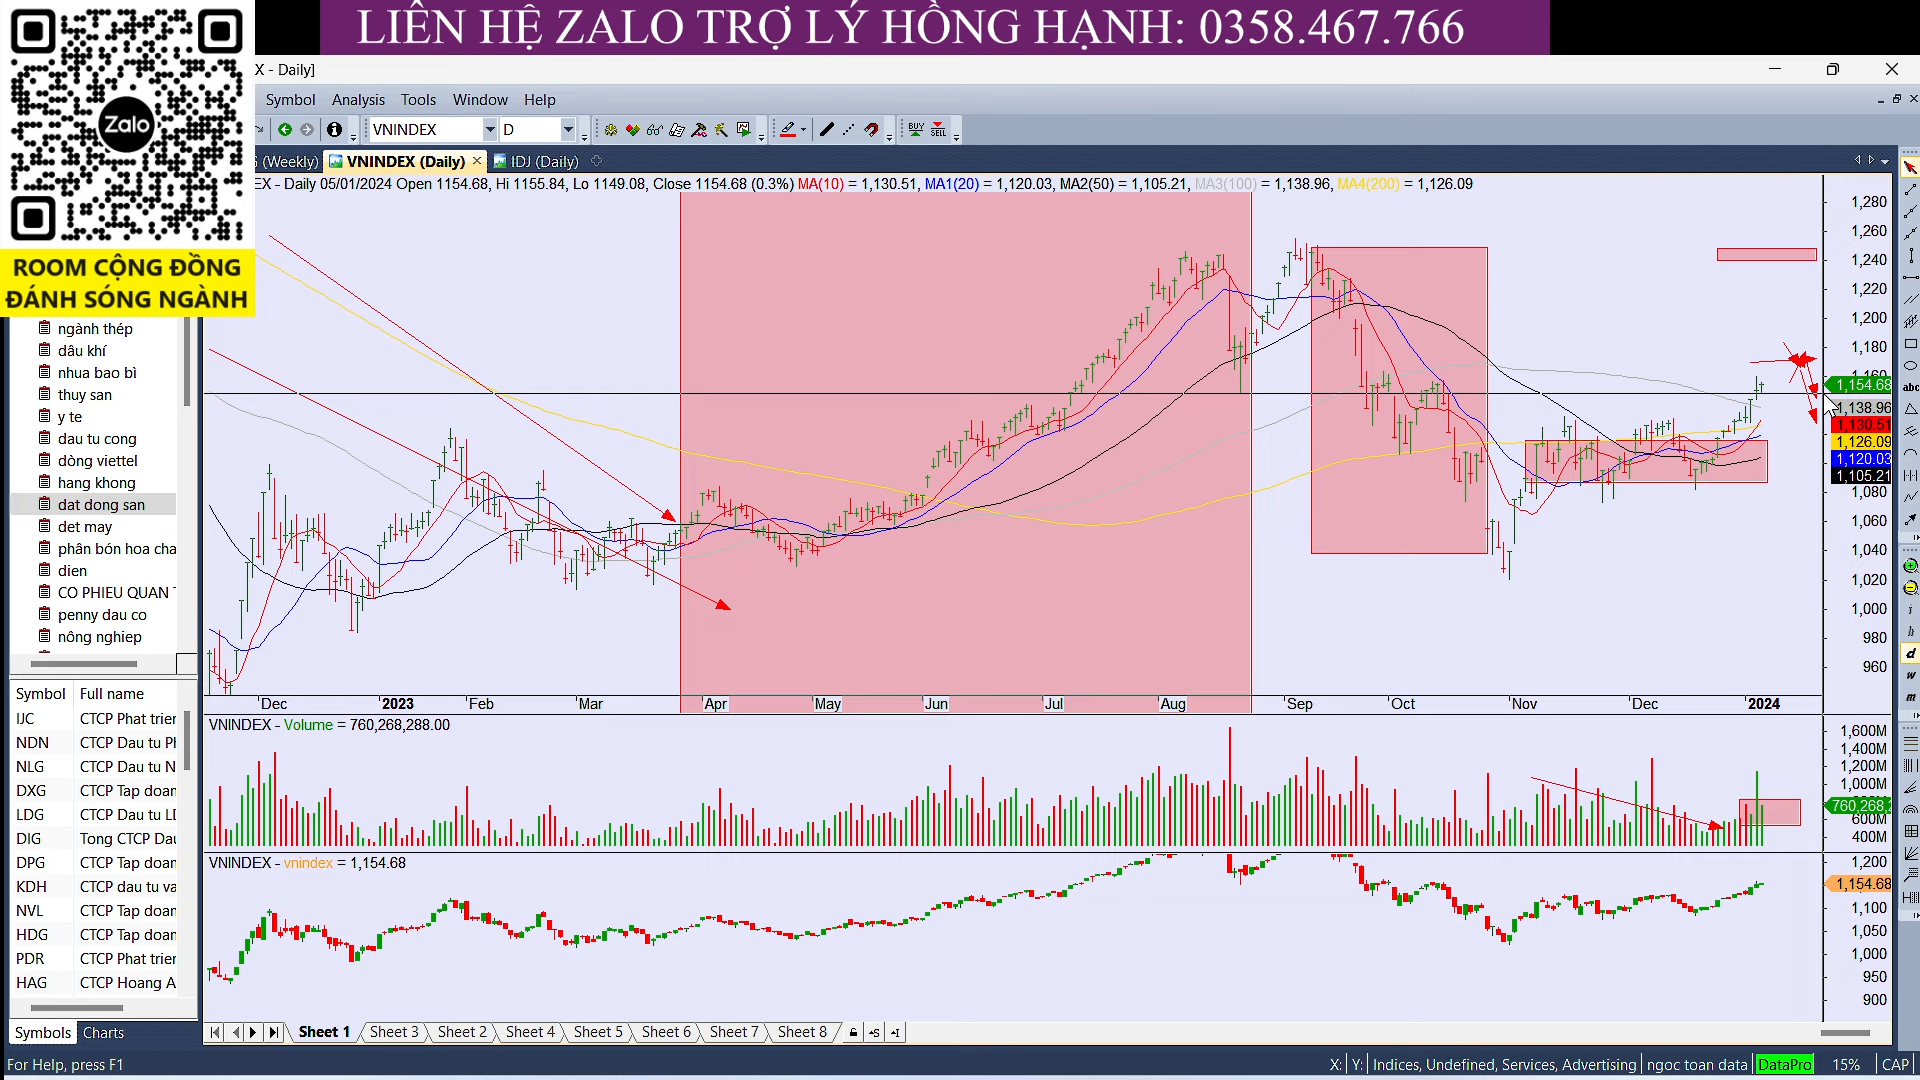 LIÊN HỆ ZALO TRỢ LÝ HỒNG HẠNH: 0358.467.766
Zalo
ROOM CỘNG ĐỒNG
ĐÁNH SÓNG NGÀNH
X - Daily]
Symbol Analysis Tools Window Help
VNINDEX D BUY SELL
(Weekly) VNINDEX (Daily) IDJ (Daily)
EX - Daily 05/01/2024 Open 1154.68, Hi 1155.84, Lo 1149.08, Close 1154.68 (0.3%) MA(10) = 1,130.51, MA1(20) = 1,120.03, MA2(50) = 1,105.21, MA3(100) = 1,138.96, MA4(200) = 1,126.09
1,280
1,260
1,240
1,220
1,200
1,180
1,160
1,154.68
1,138.96
1,130.51
1,126.09
1,120.03
1,105.21
1,080
1,060
1,040
1,020
1,000
980
960
abc
i
h
d
w
m
ngành thép
dâu khí
nhua bao bì
thuy san
y te
dau tu cong
dòng viettel
hang khong
dat dong san
det may
phân bón hoa cha
dien
CO PHIEU QUAN
penny dau co
nông nghiep
Dec 2023 Feb Mar Apr May Jun Jul Aug Sep Oct Nov Dec 2024
Symbol Full name
IJC CTCP Phat trier
NDN CTCP Dau tu Ph
NLG CTCP Dau tu N
DXG CTCP Tap doan
LDG CTCP Dau tu LD
DIG Tong CTCP Dau
DPG CTCP Tap doan
KDH CTCP dau tu va
NVL CTCP Tap doan
HDG CTCP Tap doan
PDR CTCP Phat trier
HAG CTCP Hoang A
VNINDEX - Volume = 760,268,288.00
1,600M
1,400M
1,200M
1,000M
760,268,2
600M
400M
VNINDEX - vnindex = 1,154.68
1,200
1,154.68
1,100
1,050
1,000
950
900
Symbols Charts
Sheet 1 Sheet 3 Sheet 2 Sheet 4 Sheet 5 Sheet 6 Sheet 7 Sheet 8
For Help, press F1
X: Y: Indices, Undefined, Services, Advertising ngoc toan data DataPro 15% CAP